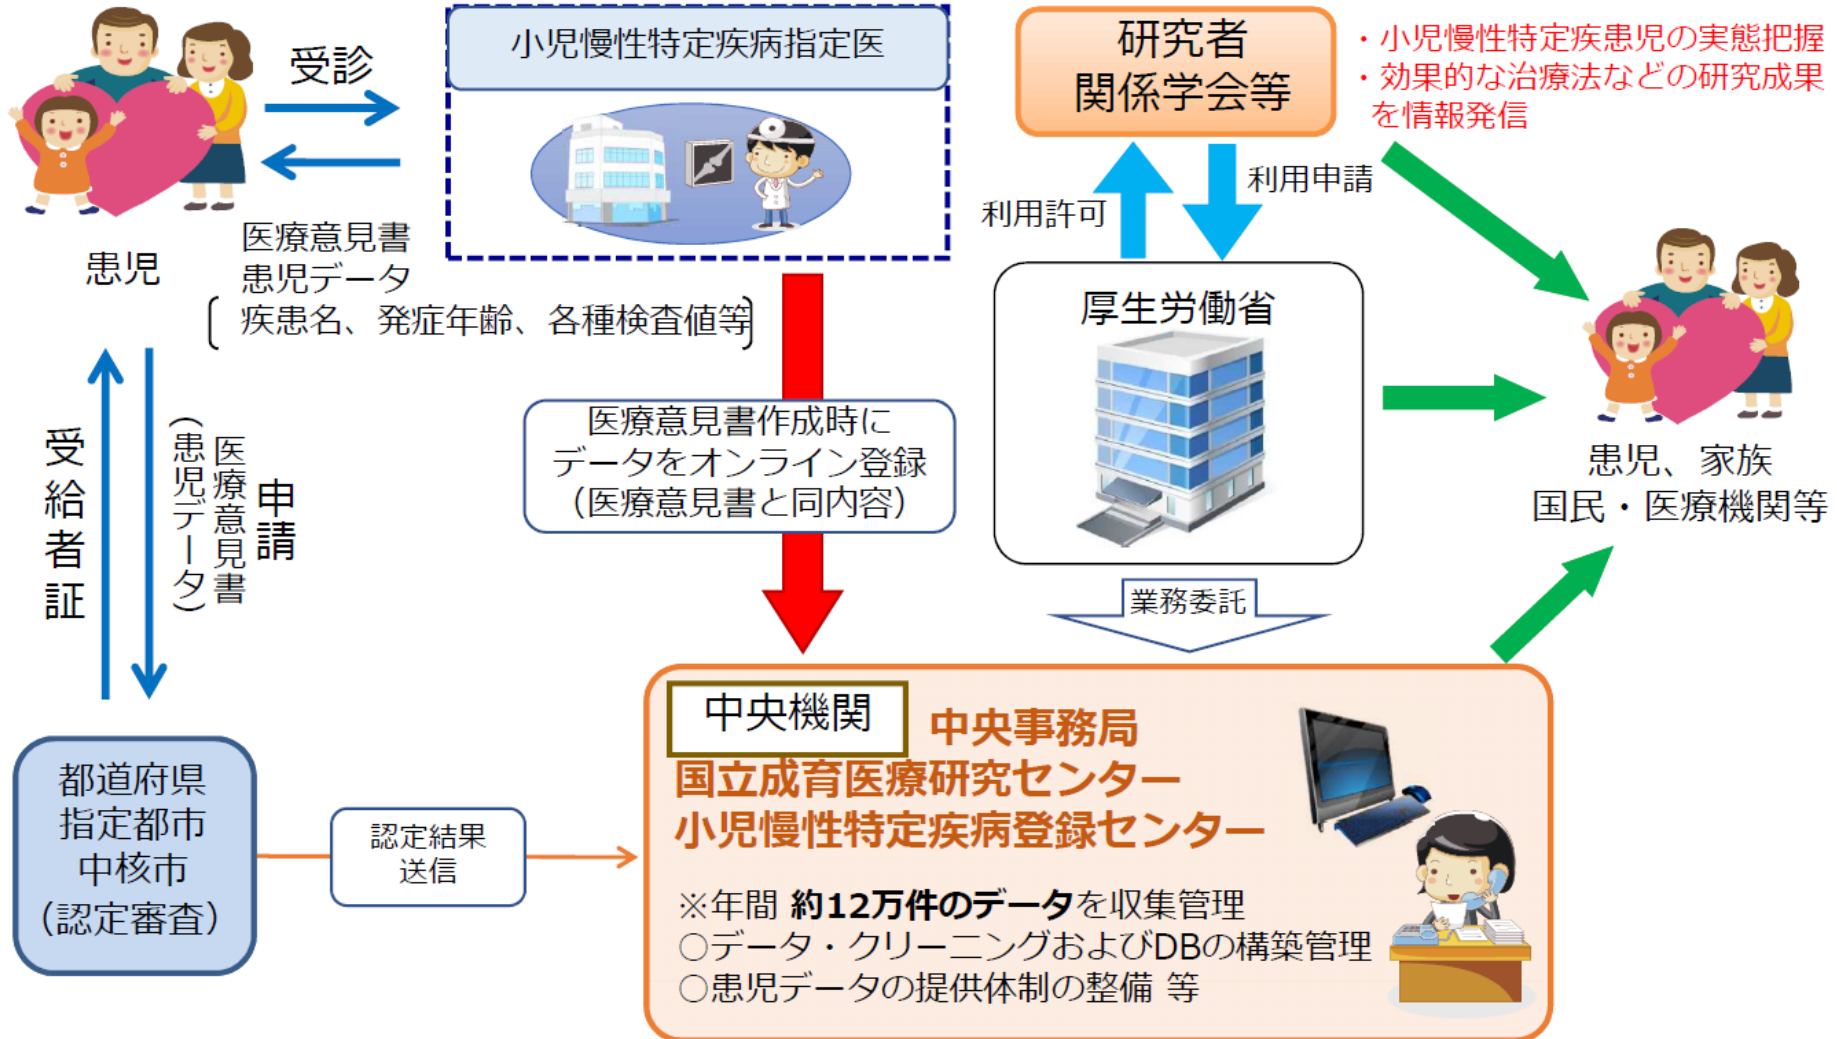 受診
小児慢性特定疾病指定医
患児
医療意見書
患児データ
疾患名、発症年齢、各種検査値等
受給者証
(患児データ)
医療意見書
申請
医療意見書作成時に
データをオンライン登録
(医療意見書と同内容)
都道府県
指定都市
中核市
(認定審査)
認定結果
送信
研究者
関係学会等
・小児慢性特定疾患児の実態把握
・効果的な治療法などの研究成果
を情報発信
利用許可
利用申請
厚生労働省
業務委託
患児、家族
国民・医療機関等
中央機関
中央事務局
国立成育医療研究センター
小児慢性特定疾病登録センター
※年間 約12万件のデータを収集管理
○データ・クリーニングおよびDBの構築管理
○患児データの提供体制の整備 等